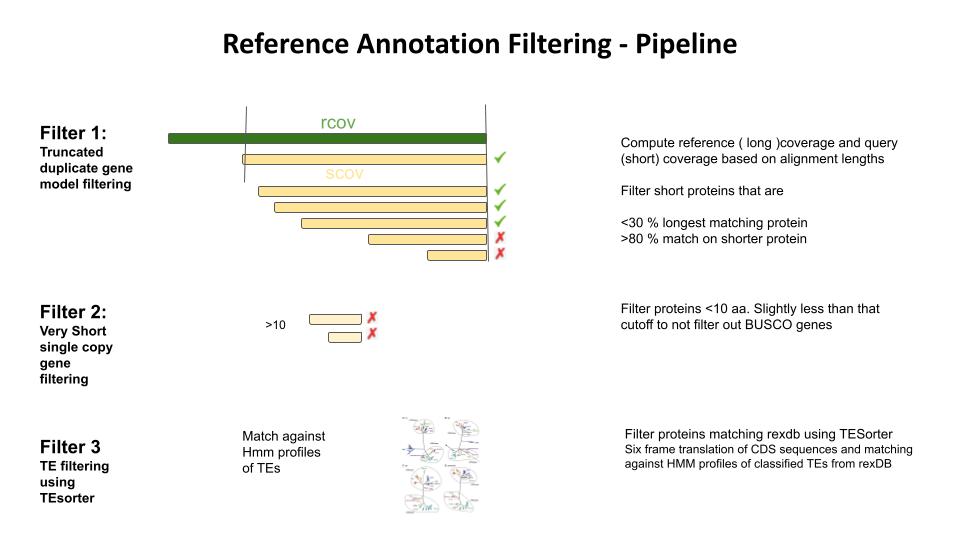 Reference Annotation Filtering - Pipeline
Filter 1:
Truncated
duplicate gene
model filtering
rcov
scov
Compute reference ( long )coverage and query
(short) coverage based on alignment lengths
Filter short proteins that are
<30 % longest matching protein
>80 % match on shorter protein
Filter 2:
Very Short
single copy
gene
filtering
>10
Filter proteins <10 aa. Slightly less than that
cutoff to not filter out BUSCO genes
Filter 3
TE filtering
using
TEsorter
Match against
Hmm profiles
of TEs
Filter proteins matching rexdb using TESorter
Six frame translation of CDS sequences and matching
against HMM profiles of classified TEs from rexDB